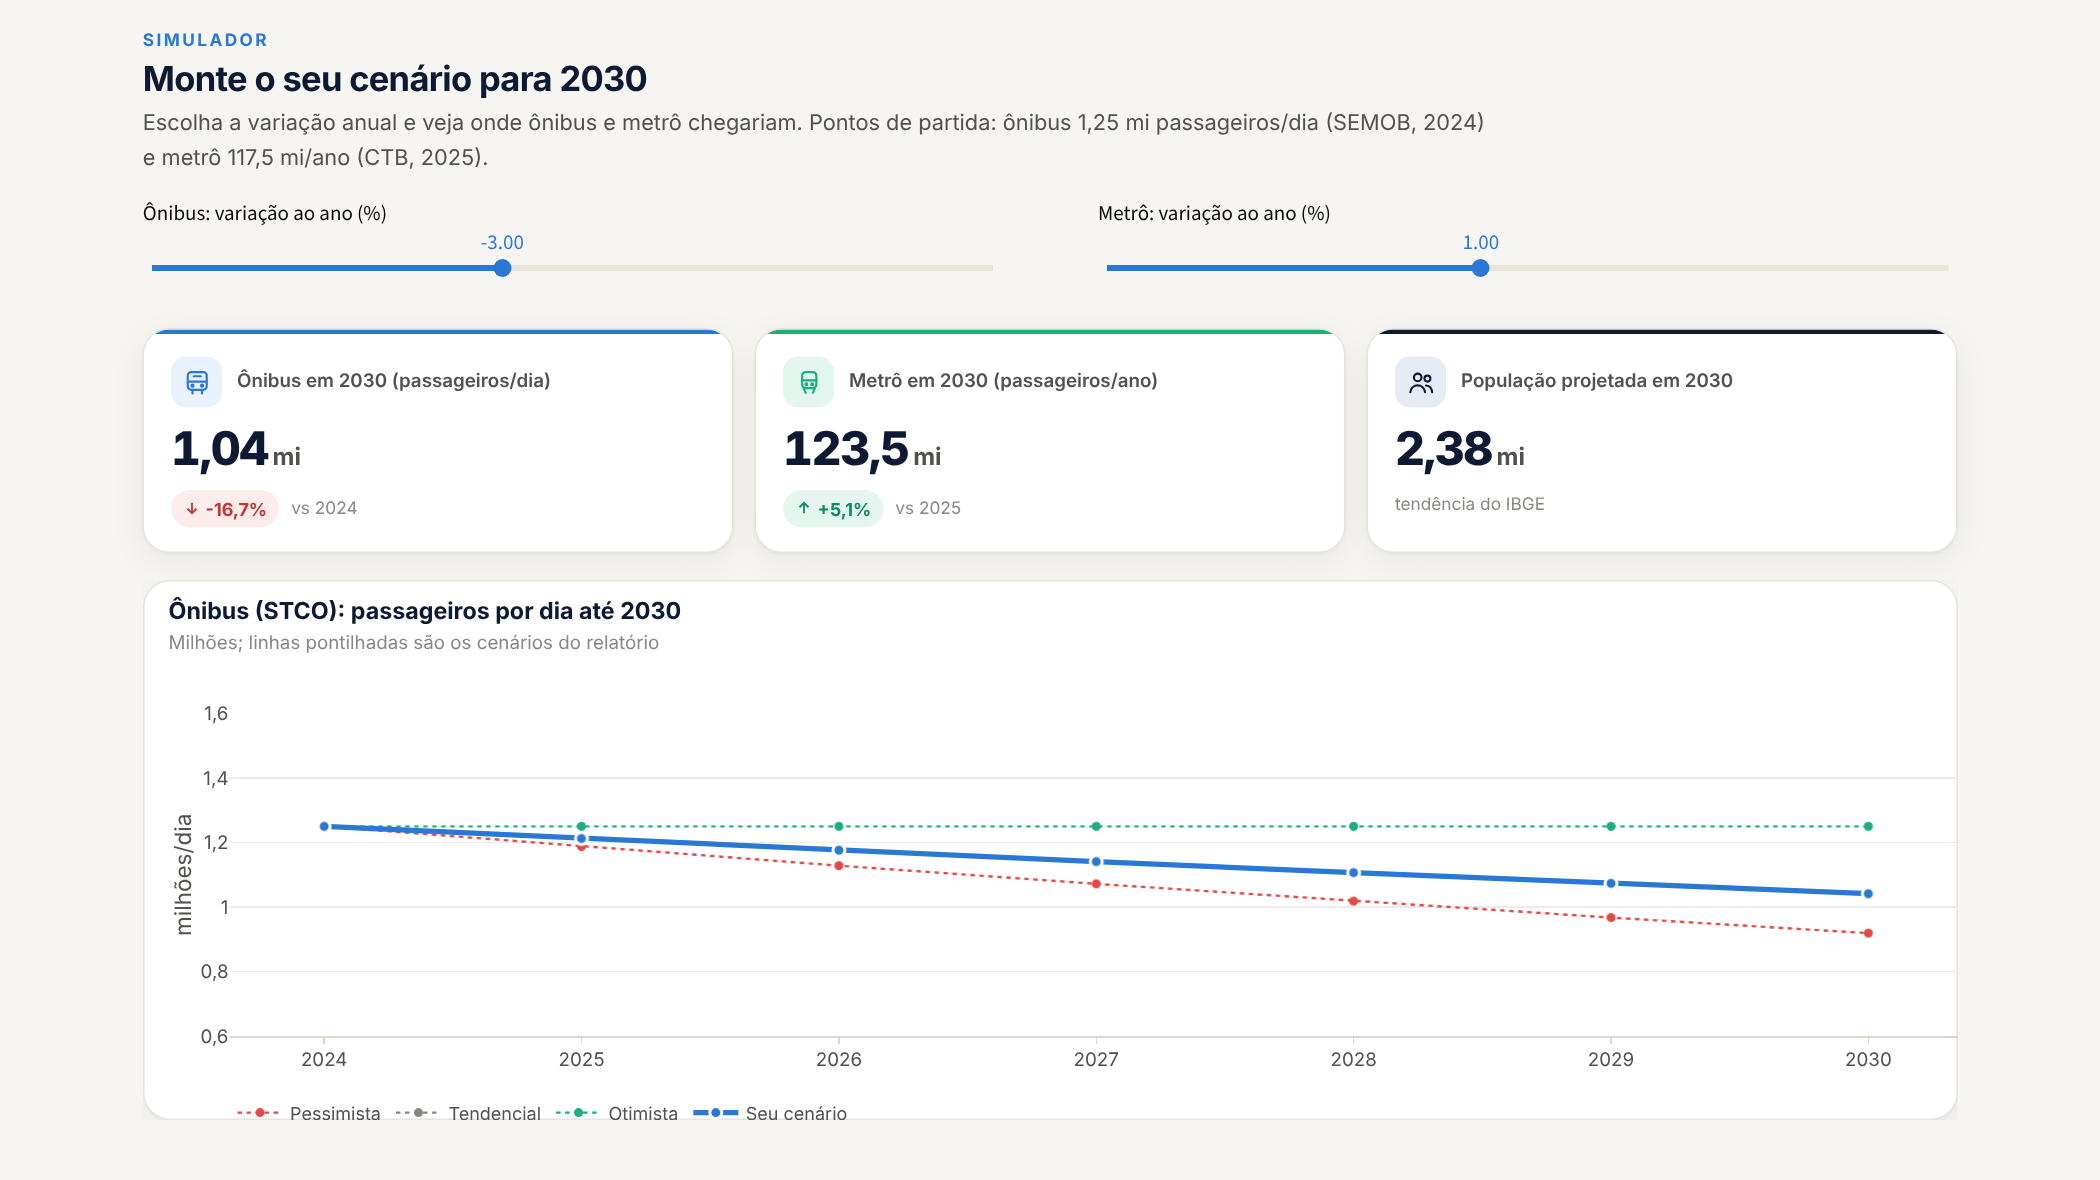 SIMULADOR
Monte o seu cenário para 2030
Escolha a variação anual e veja onde ônibus e metrô chegariam. Pontos de partida: ônibus 1,25 mi passageiros/dia (SEMOB, 2024)
e metrô 117,5 mi/ano (CTB, 2025).
Ônibus: variação ao ano (%)
-3.00
Metrô: variação ao ano (%)
1.00
Ônibus em 2030 (passageiros/dia)
1,04 mi
↓ -16,7% vs 2024
Metrô em 2030 (passageiros/ano)
123,5 mi
↑ +5,1% vs 2025
População projetada em 2030
2,38 mi
tendência do IBGE
Ônibus (STCO): passageiros por dia até 2030
Milhões; linhas pontilhadas são os cenários do relatório
milhões/dia
1,6
1,4
1,2
1
0,8
0,6
2024 2025 2026 2027 2028 2029 2030
Pessimista Tendencial Otimista Seu cenário